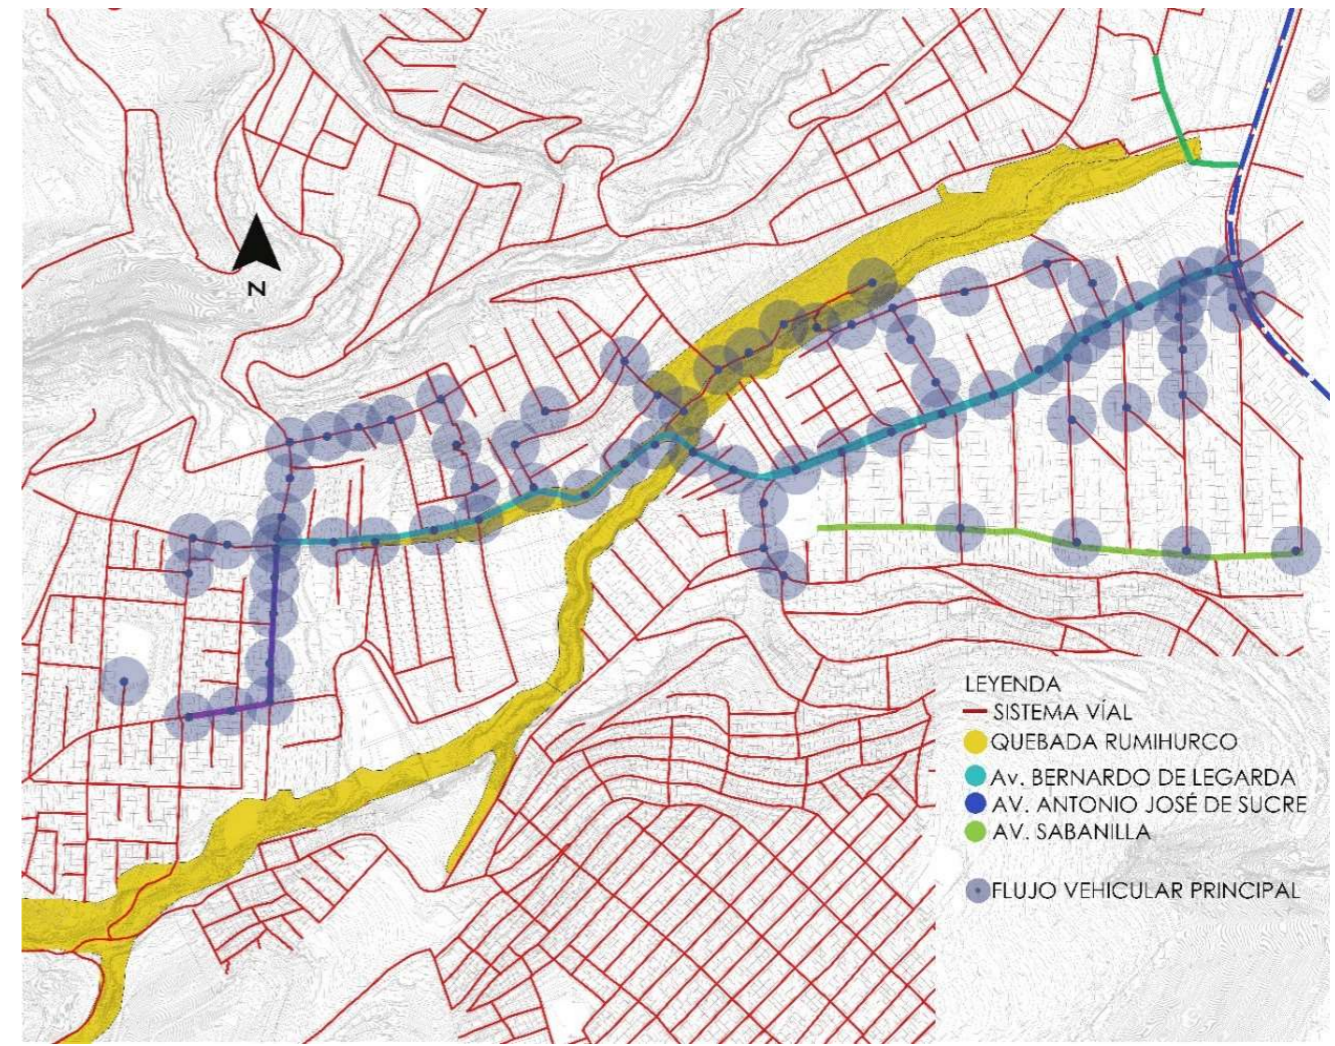 N
LEYENDA
SISTEMA VÍAL
QUEBADA RUMIHURCO
Av. BERNARDO DE LEGARDA
AV. ANTONIO JOSÉ DE SUCRE
AV. SABANILLA
FLUJO VEHICULAR PRINCIPAL